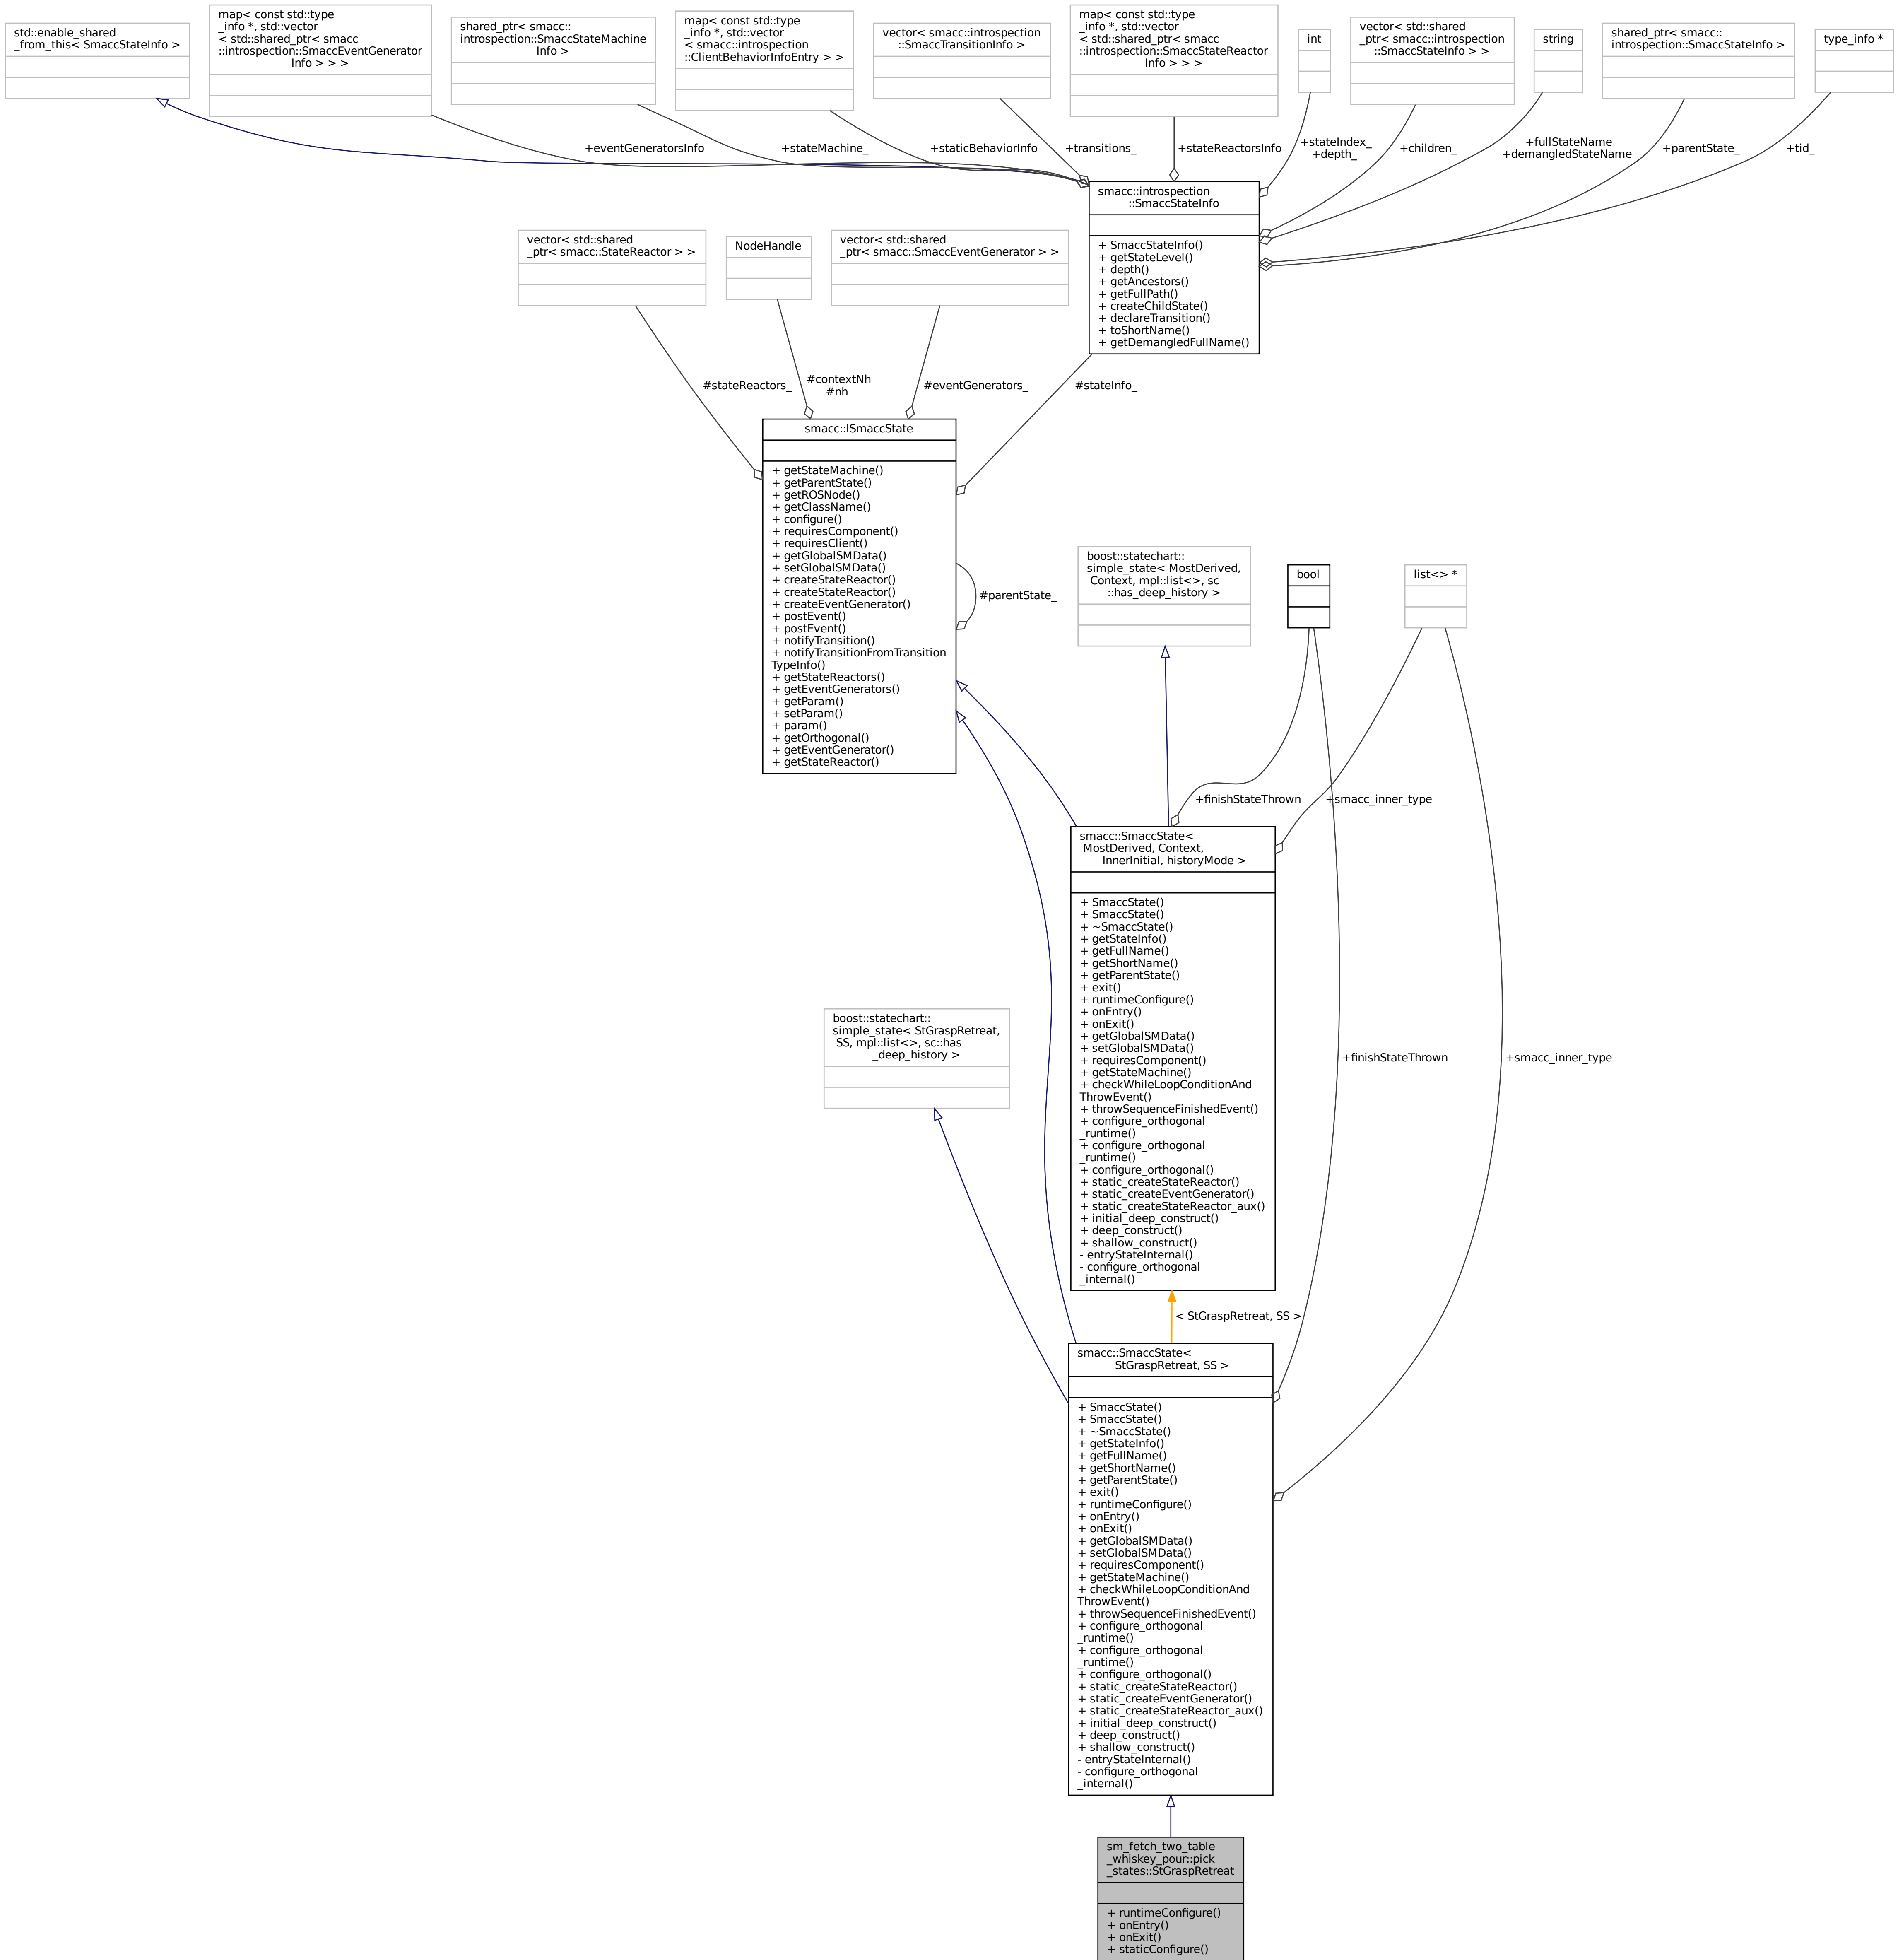 std::enable_shared
_from_this< SmaccStateInfo >
map< const std::type
_info *, std::vector
< std::shared_ptr< smacc
::introspection::SmaccEventGenerator
Info > > >
shared_ptr< smacc::
introspection::SmaccStateMachine
Info >
map< const std::type
_info *, std::vector
< smacc::introspection
::ClientBehaviorInfoEntry > >
vector< smacc::introspection
::SmaccTransitionInfo >
map< const std::type
_info *, std::vector
< std::shared_ptr< smacc
::introspection::SmaccStateReactor
Info > > >
int
vector< std::shared
_ptr< smacc::introspection
::SmaccStateInfo > >
string
shared_ptr< smacc::
introspection::SmaccStateInfo >
type_info *
+eventGeneratorsInfo
+stateMachine_
+staticBehaviorInfo
+transitions_
+stateReactorsInfo
+stateIndex_
+depth_
+children_
+fullStateName
+demangledStateName
+parentState_
+tid_
smacc::introspection
::SmaccStateInfo
+ SmaccStateInfo()
+ getStateLevel()
+ depth()
+ getAncestors()
+ getFullPath()
+ createChildState()
+ declareTransition()
+ toShortName()
+ getDemangledFullName()
vector< std::shared
_ptr< smacc::StateReactor > >
NodeHandle
vector< std::shared
_ptr< smacc::SmaccEventGenerator > >
#stateReactors_
#contextNh
#nh
#eventGenerators_
#stateInfo_
smacc::ISmaccState
+ getStateMachine()
+ getParentState()
+ getROSNode()
+ getClassName()
+ configure()
+ requiresComponent()
+ requiresClient()
+ getGlobalSMData()
+ setGlobalSMData()
+ createStateReactor()
+ createStateReactor()
+ createEventGenerator()
+ postEvent()
+ postEvent()
+ notifyTransition()
+ notifyTransitionFromTransition
TypeInfo()
+ getStateReactors()
+ getEventGenerators()
+ getParam()
+ setParam()
+ param()
+ getOrthogonal()
+ getEventGenerator()
+ getStateReactor()
#parentState_
boost::statechart::
simple_state< MostDerived,
Context, mpl::list<>, sc
::has_deep_history >
bool
list<> *
+finishStateThrown
+smacc_inner_type
smacc::SmaccState<
MostDerived, Context,
InnerInitial, historyMode >
+ SmaccState()
+ SmaccState()
+ ~SmaccState()
+ getStateInfo()
+ getFullName()
+ getShortName()
+ getParentState()
+ exit()
+ runtimeConfigure()
+ onEntry()
+ onExit()
+ getGlobalSMData()
+ setGlobalSMData()
+ requiresComponent()
+ getStateMachine()
+ checkWhileLoopConditionAnd
ThrowEvent()
+ throwSequenceFinishedEvent()
+ configure_orthogonal
_runtime()
+ configure_orthogonal
_runtime()
+ configure_orthogonal()
+ static_createStateReactor()
+ static_createEventGenerator()
+ static_createStateReactor_aux()
+ initial_deep_construct()
+ deep_construct()
+ shallow_construct()
- entryStateInternal()
- configure_orthogonal
_internal()
boost::statechart::
simple_state< StGraspRetreat,
SS, mpl::list<>, sc::has
_deep_history >
+finishStateThrown
+smacc_inner_type
< StGraspRetreat, SS >
smacc::SmaccState<
StGraspRetreat, SS >
+ SmaccState()
+ SmaccState()
+ ~SmaccState()
+ getStateInfo()
+ getFullName()
+ getShortName()
+ getParentState()
+ exit()
+ runtimeConfigure()
+ onEntry()
+ onExit()
+ getGlobalSMData()
+ setGlobalSMData()
+ requiresComponent()
+ getStateMachine()
+ checkWhileLoopConditionAnd
ThrowEvent()
+ throwSequenceFinishedEvent()
+ configure_orthogonal
_runtime()
+ configure_orthogonal
_runtime()
+ configure_orthogonal()
+ static_createStateReactor()
+ static_createEventGenerator()
+ static_createStateReactor_aux()
+ initial_deep_construct()
+ deep_construct()
+ shallow_construct()
- entryStateInternal()
- configure_orthogonal
_internal()
sm_fetch_two_table
_whiskey_pour::pick
_states::StGraspRetreat
+ runtimeConfigure()
+ onEntry()
+ onExit()
+ staticConfigure()